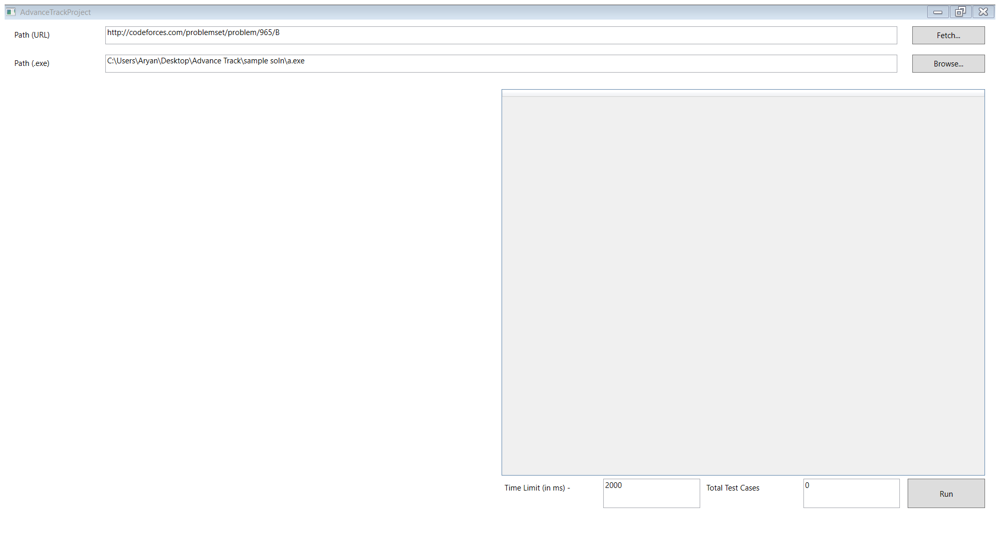 AdvanceTrackProject
Path (URL) http://codeforces.com/problemset/problem/965/B Fetch...
Path (.exe) C:\Users\Aryan\Desktop\Advance Track\sample soln\a.exe Browse...
Time Limit (in ms) - 2000 Total Test Cases 0 Run